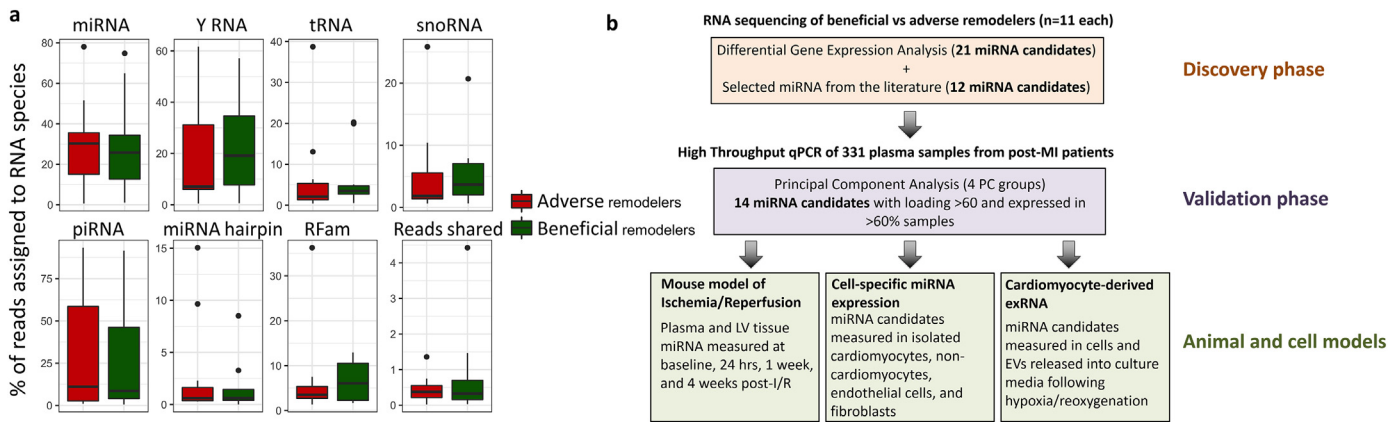 a
% of reads assigned to RNA species
miRNA
Y RNA
tRNA
snoRNA
80
60
40
20
0
60
40
20
0
40
30
20
10
0
20
10
0
Adverse remodelers
Beneficial remodelers
piRNA
miRNA hairpin
RFam
Reads shared
75
50
25
0
15
10
5
0
30
20
10
0
4
3
2
1
0
b
RNA sequencing of beneficial vs adverse remodelers (n=11 each)
Differential Gene Expression Analysis (21 miRNA candidates)
+
Selected miRNA from the literature (12 miRNA candidates)
Discovery phase
High Throughput qPCR of 331 plasma samples from post-MI patients
Principal Component Analysis (4 PC groups)
14 miRNA candidates with loading >60 and expressed in
>60% samples
Validation phase
Mouse model of
Ischemia/Reperfusion
Plasma and LV tissue
miRNA measured at
baseline, 24 hrs, 1 week,
and 4 weeks post-I/R
Cell-specific miRNA
expression
miRNA candidates
measured in isolated
cardiomyocytes, non-
cardiomyocytes,
endothelial cells, and
fibroblasts
Cardiomyocyte-derived
exRNA
miRNA candidates
measured in cells and
EVs released into culture
media following
hypoxia/reoxygenation
Animal and cell models